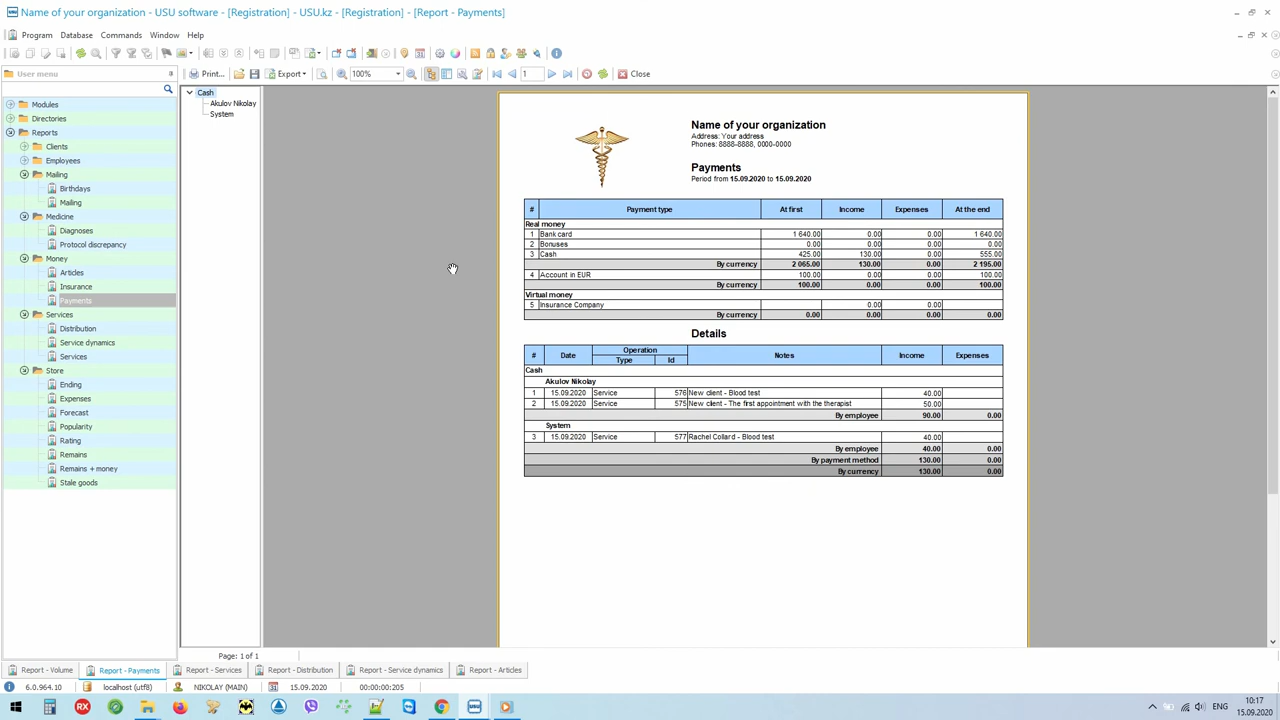 Name of your organization - USU software - [Registration] - USU.kz - [Registration] - [Report - Payments]
Program Database Commands Window Help
User menu
Print... Export 100% 1 Close
Modules
Directories
Reports
Clients
Employees
Mailing
Birthdays
Mailing
Medicine
Diagnoses
Protocol discrepancy
Money
Articles
Insurance
Payments
Services
Distribution
Service dynamics
Services
Store
Ending
Expenses
Forecast
Popularity
Rating
Remains
Remains + money
Stale goods
Cash
Akulov Nikolay
System
Name of your organization
Address: Your address
Phones: 8888-8888, 0000-0000
Payments
Period from 15.09.2020 to 15.09.2020
# Payment type At first Income Expenses At the end
Real money
1 Bank card 1 640.00 0.00 0.00 1 640.00
2 Bonuses 0.00 0.00 0.00 0.00
3 Cash 425.00 130.00 0.00 555.00
By currency 2 065.00 130.00 0.00 2 195.00
4 Account in EUR 100.00 0.00 0.00 100.00
By currency 100.00 0.00 0.00 100.00
Virtual money
5 Insurance Company 0.00 0.00
By currency 0.00 0.00 0.00 0.00
Details
# Date Operation Type Id Notes Income Expenses
Cash
Akulov Nikolay
1 15.09.2020 Service 576 New client - Blood test 40.00
2 15.09.2020 Service 575 New client - The first appointment with the therapist 50.00
By employee 90.00 0.00
System
3 15.09.2020 Service 577 Rachel Collard - Blood test 40.00
By employee 40.00 0.00
By payment method 130.00 0.00
By currency 130.00 0.00
Page: 1 of 1
Report - Volume Report - Payments Report - Services Report - Distribution Report - Service dynamics Report - Articles
6.0.964.10 localhost (utf8) NIKOLAY (MAIN) 15.09.2020 00:00:00:205
USU ENG 10:17
15.09.2020